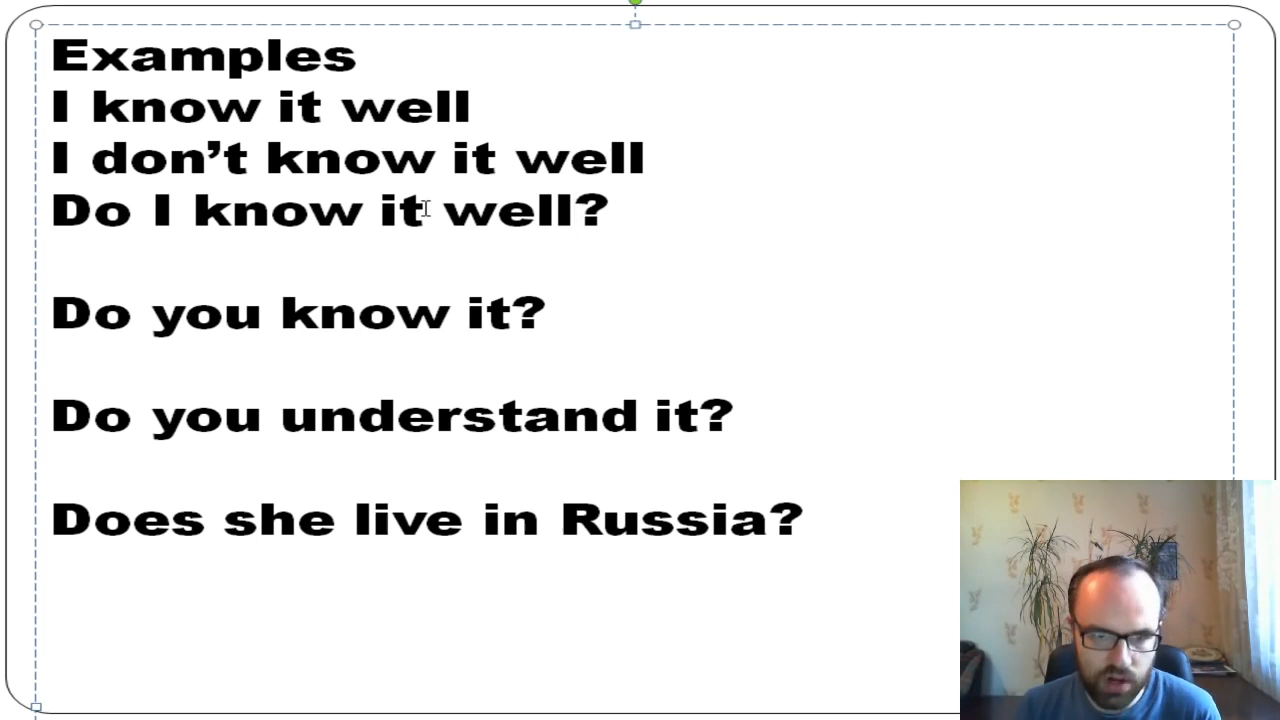 Examples
I know it well
I don’t know it well
Do I know it well?
Do you know it?
Do you understand it?
Does she live in Russia?